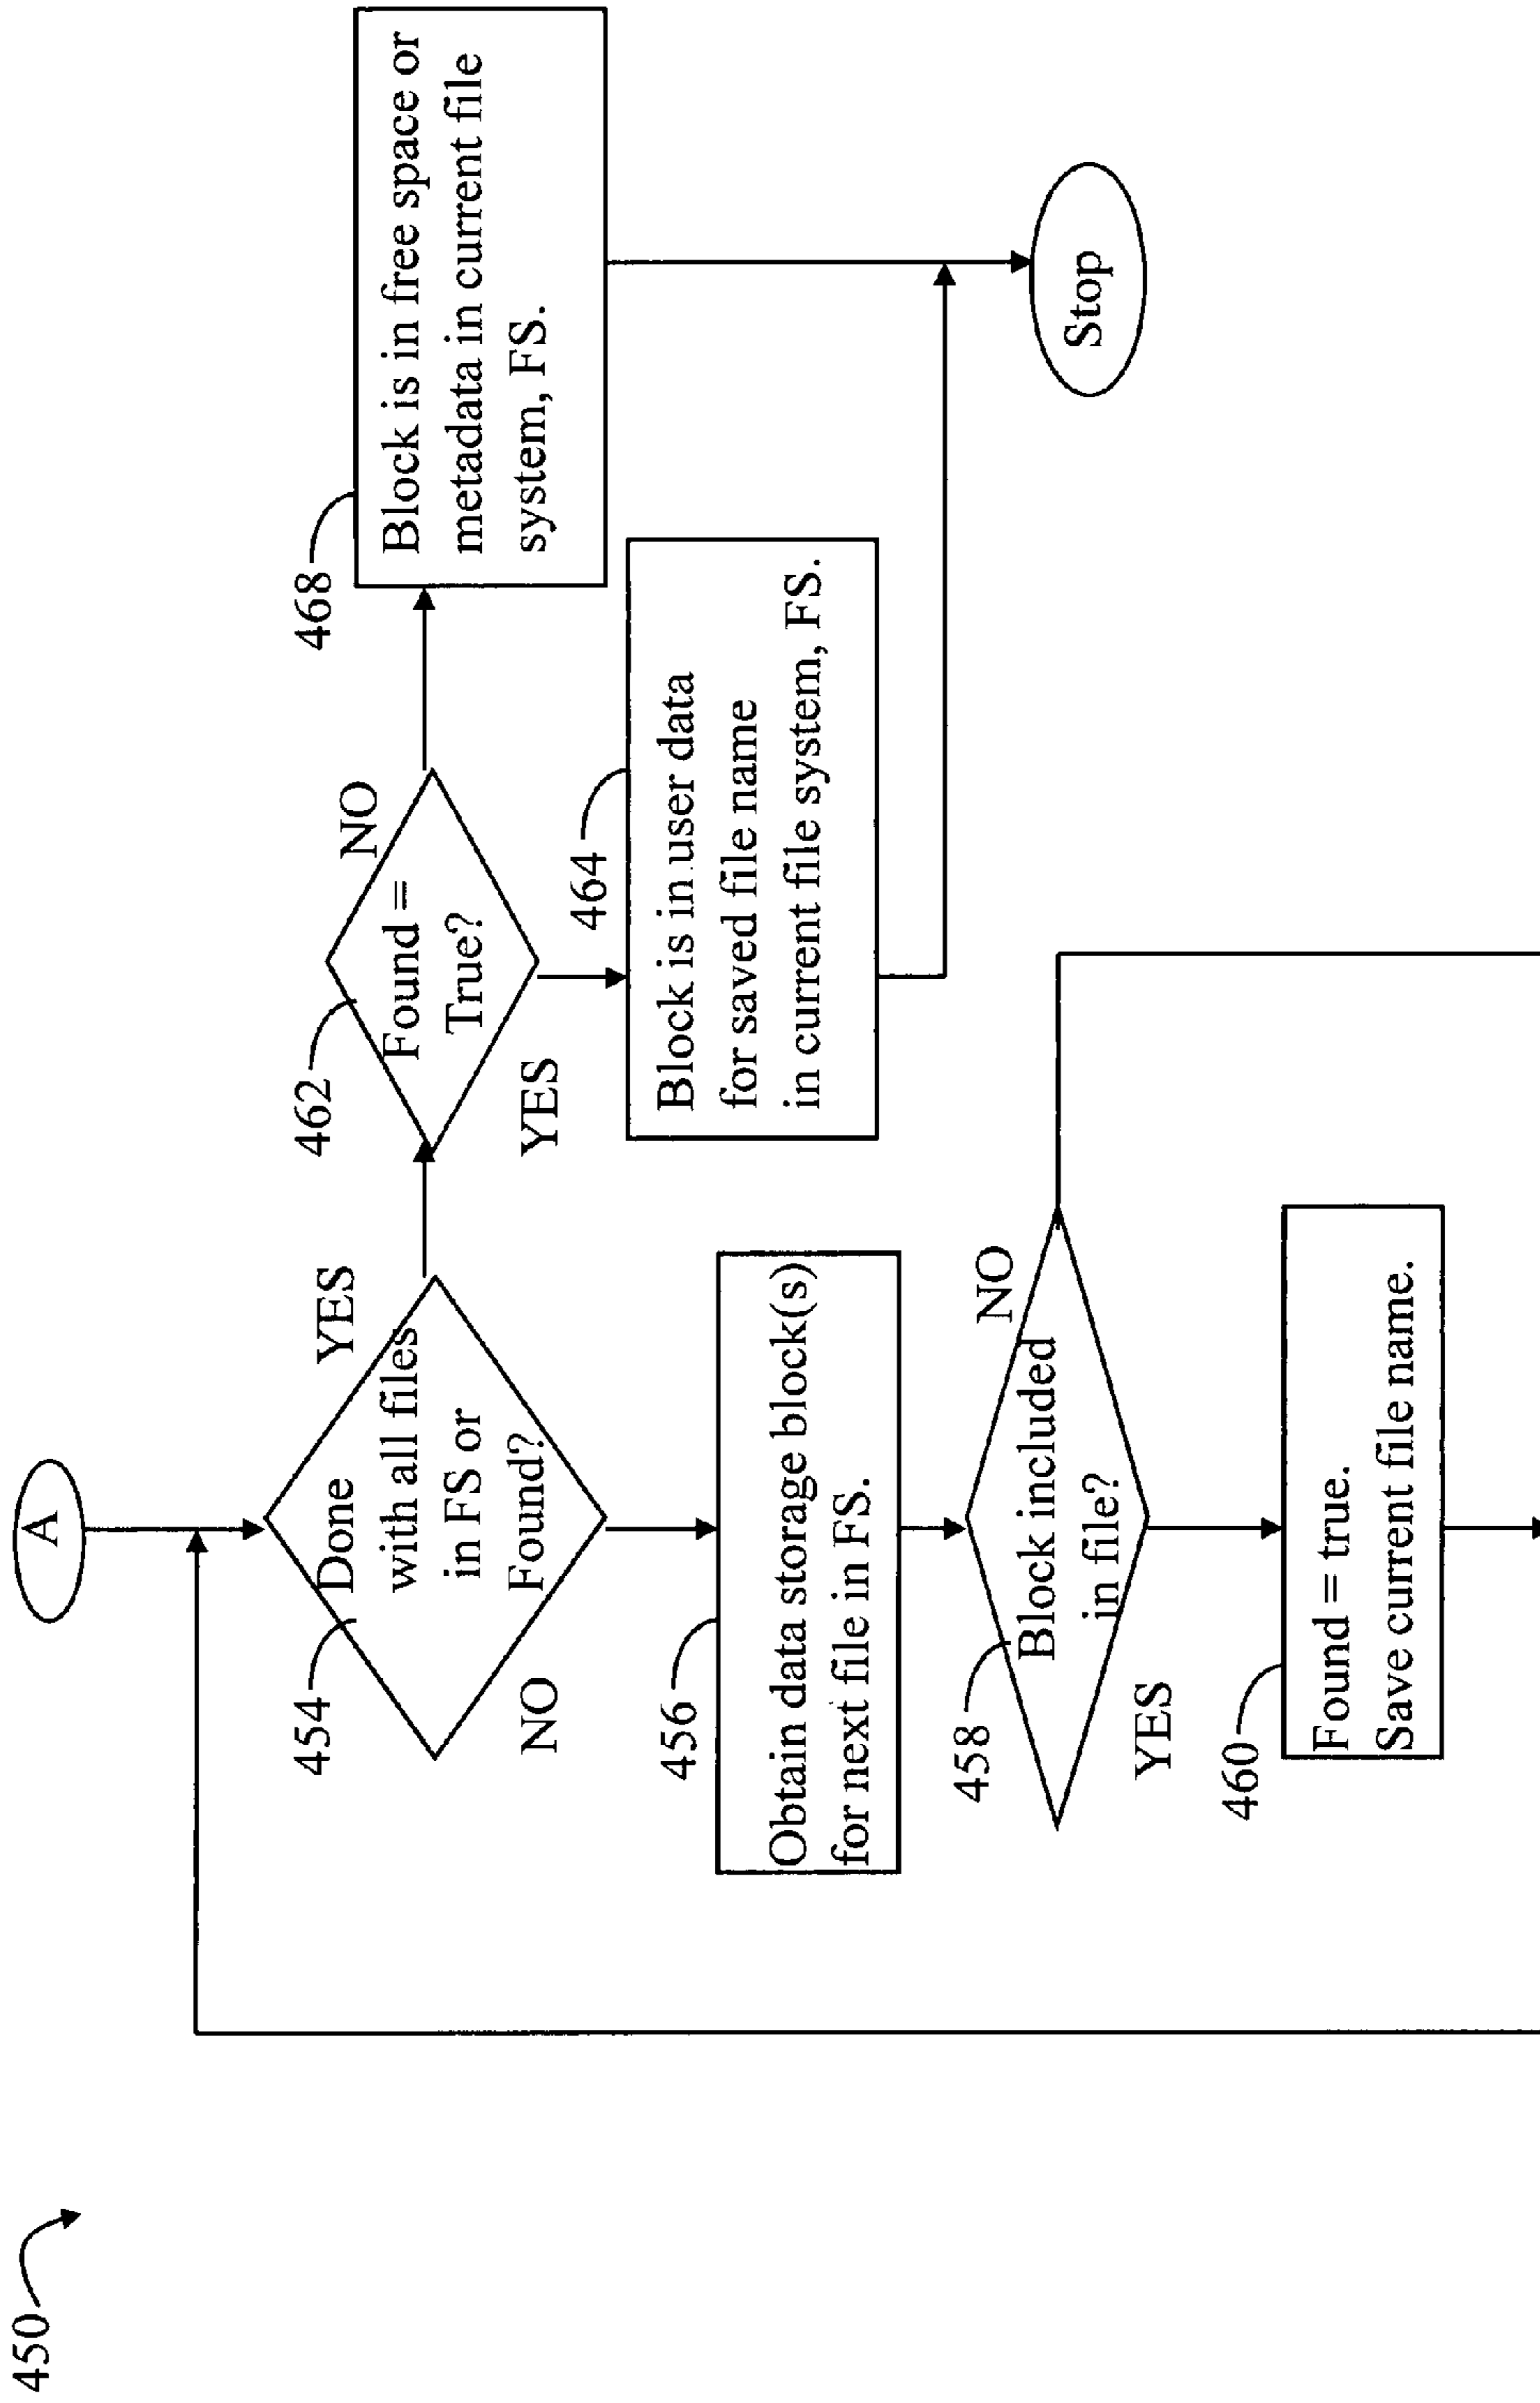 450
A
454
Done
with all files
in FS or
Found?
YES
NO
462
Found =
True?
NO
YES
468
Block is in free space or
metadata in current file
system, FS.
464
Block is in user data
for saved file name
in current file system, FS.
Stop
456
Obtain data storage block(s)
for next file in FS.
458
Block included
in file?
NO
YES
460
Found = true.
Save current file name.